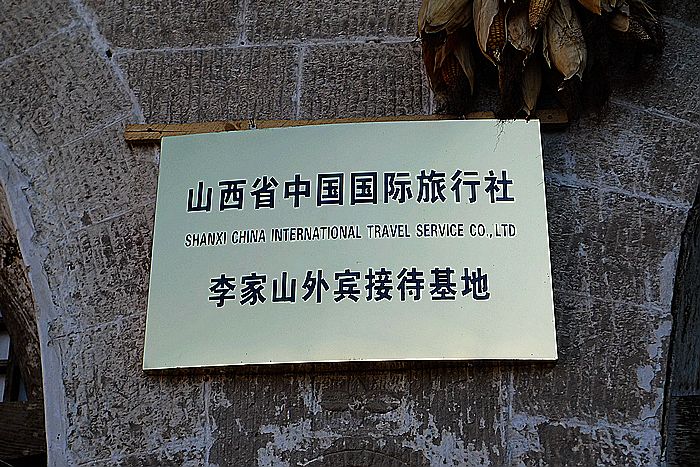 山西省中国国际旅行社
SHANXI CHINA INTERNATIONAL TRAVEL SERVICE CO.,LTD
李家山外宾接待基地